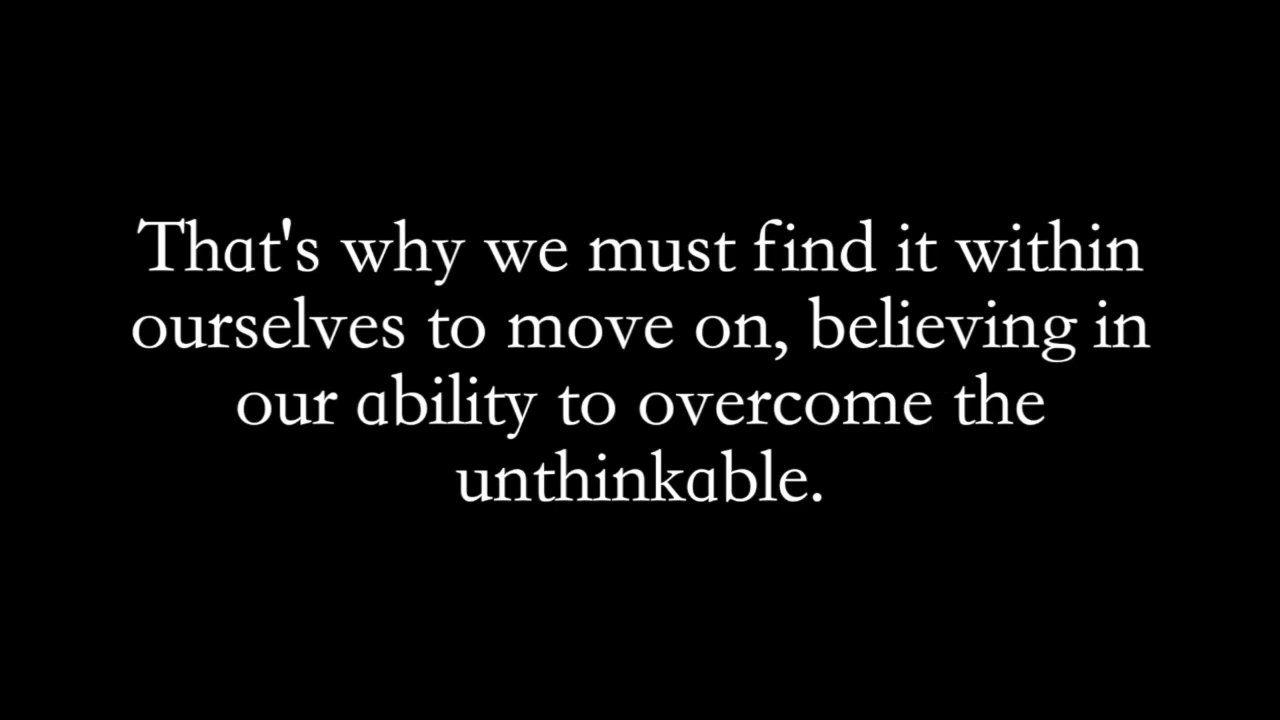 That's why we must find it within
ourselves to move on, believing in
our ability to overcome the
unthinkable.